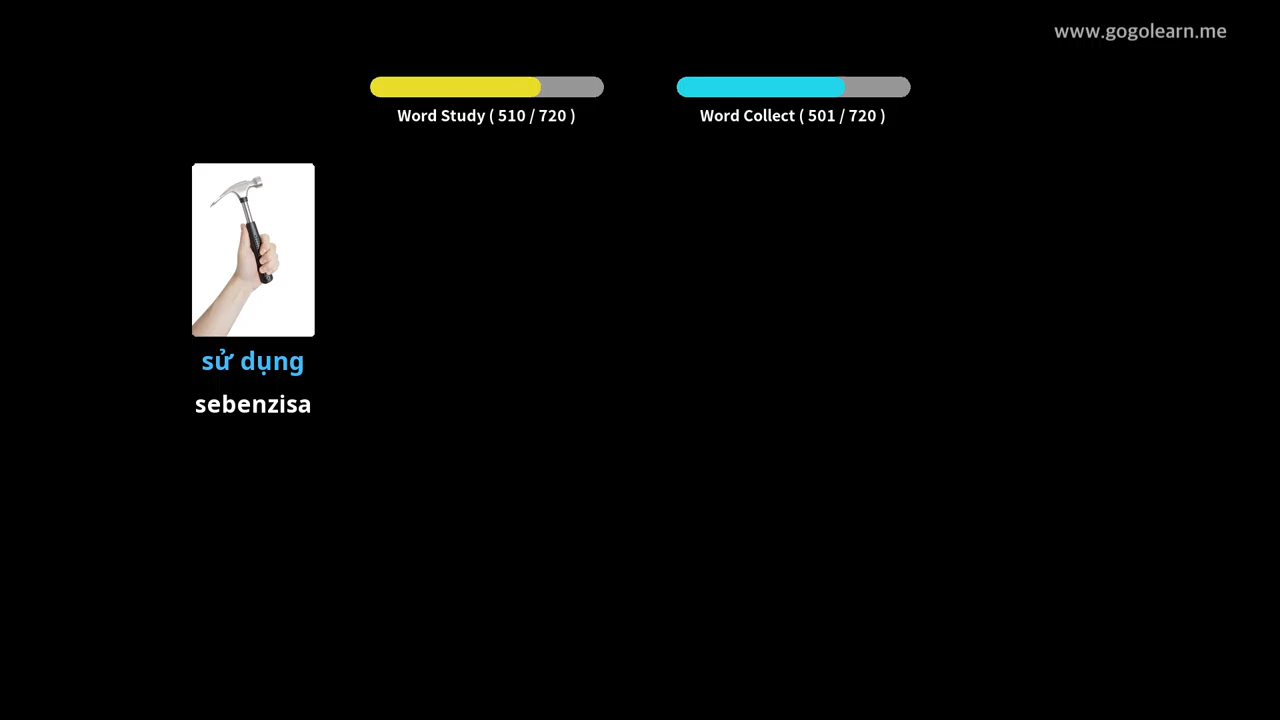 www.gogolearn.me
Word Study ( 510 / 720 )
Word Collect ( 501 / 720 )
sử dụng
sebenzisa